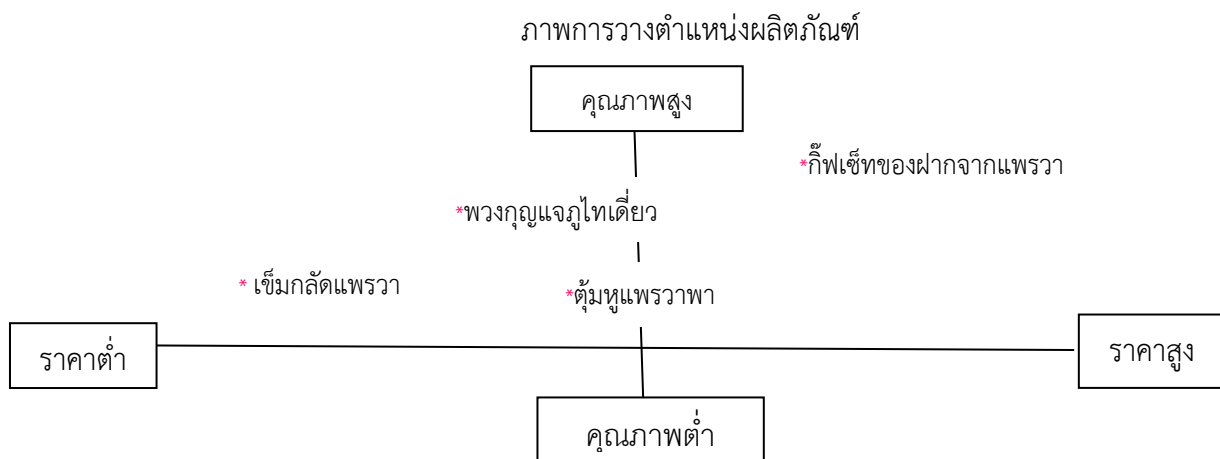 ภาพการวางตำแหน่งผลิตภัณฑ์
คุณภาพสูง
*กิ๊ฟเซ็ทของฝากจากแพรวา
*พวงกุญแจภูไทเดี่ยว
* เข็มกลัดแพรวา
*ตุ้มหูแพรวาพา
ราคาต่ำ
ราคาสูง
คุณภาพต่ำ